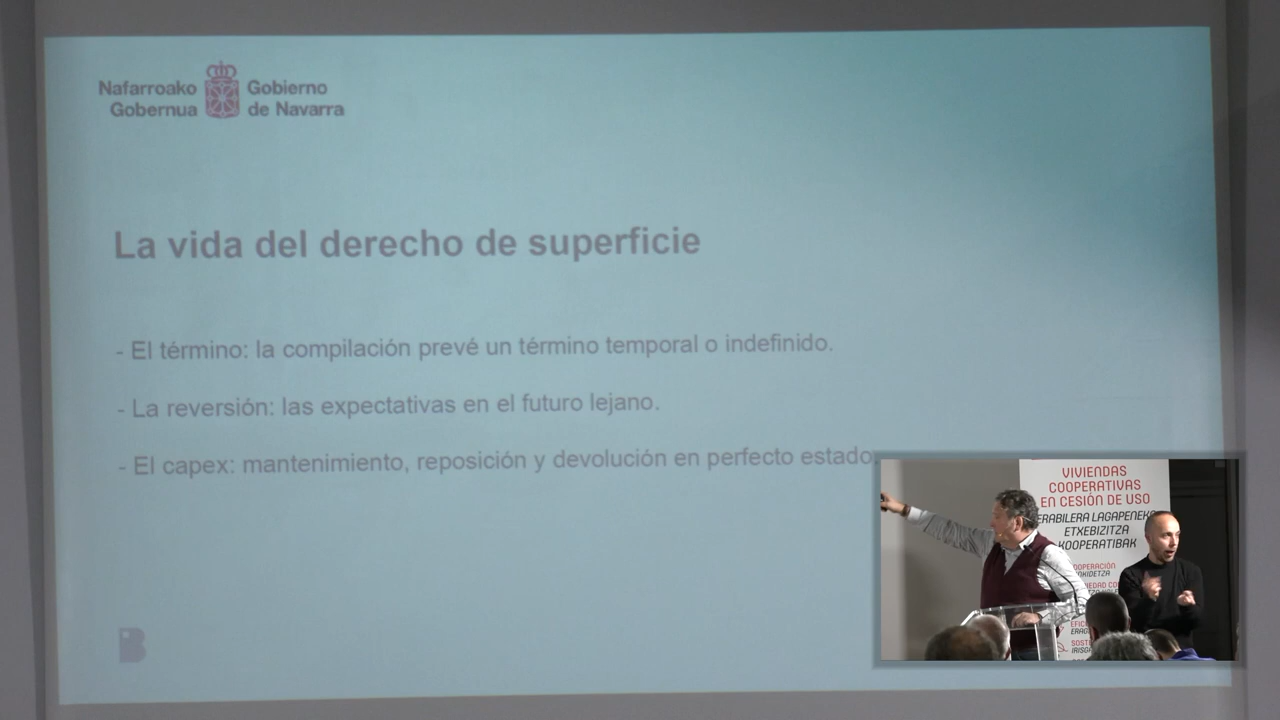 Nafarroako Gobernua
Gobierno de Navarra
La vida del derecho de superficie
- El término: la compilación prevé un término temporal o indefinido.
- La reversión: las expectativas en el futuro lejano.
- El capex: mantenimiento, reposición y devolución en perfecto estado
B
VIVIENDAS
COOPERATIVAS
EN CESIÓN DE USO
ERABILERA LAGAPENEKO
ETXEBIZITZA
KOOPERATIBAK